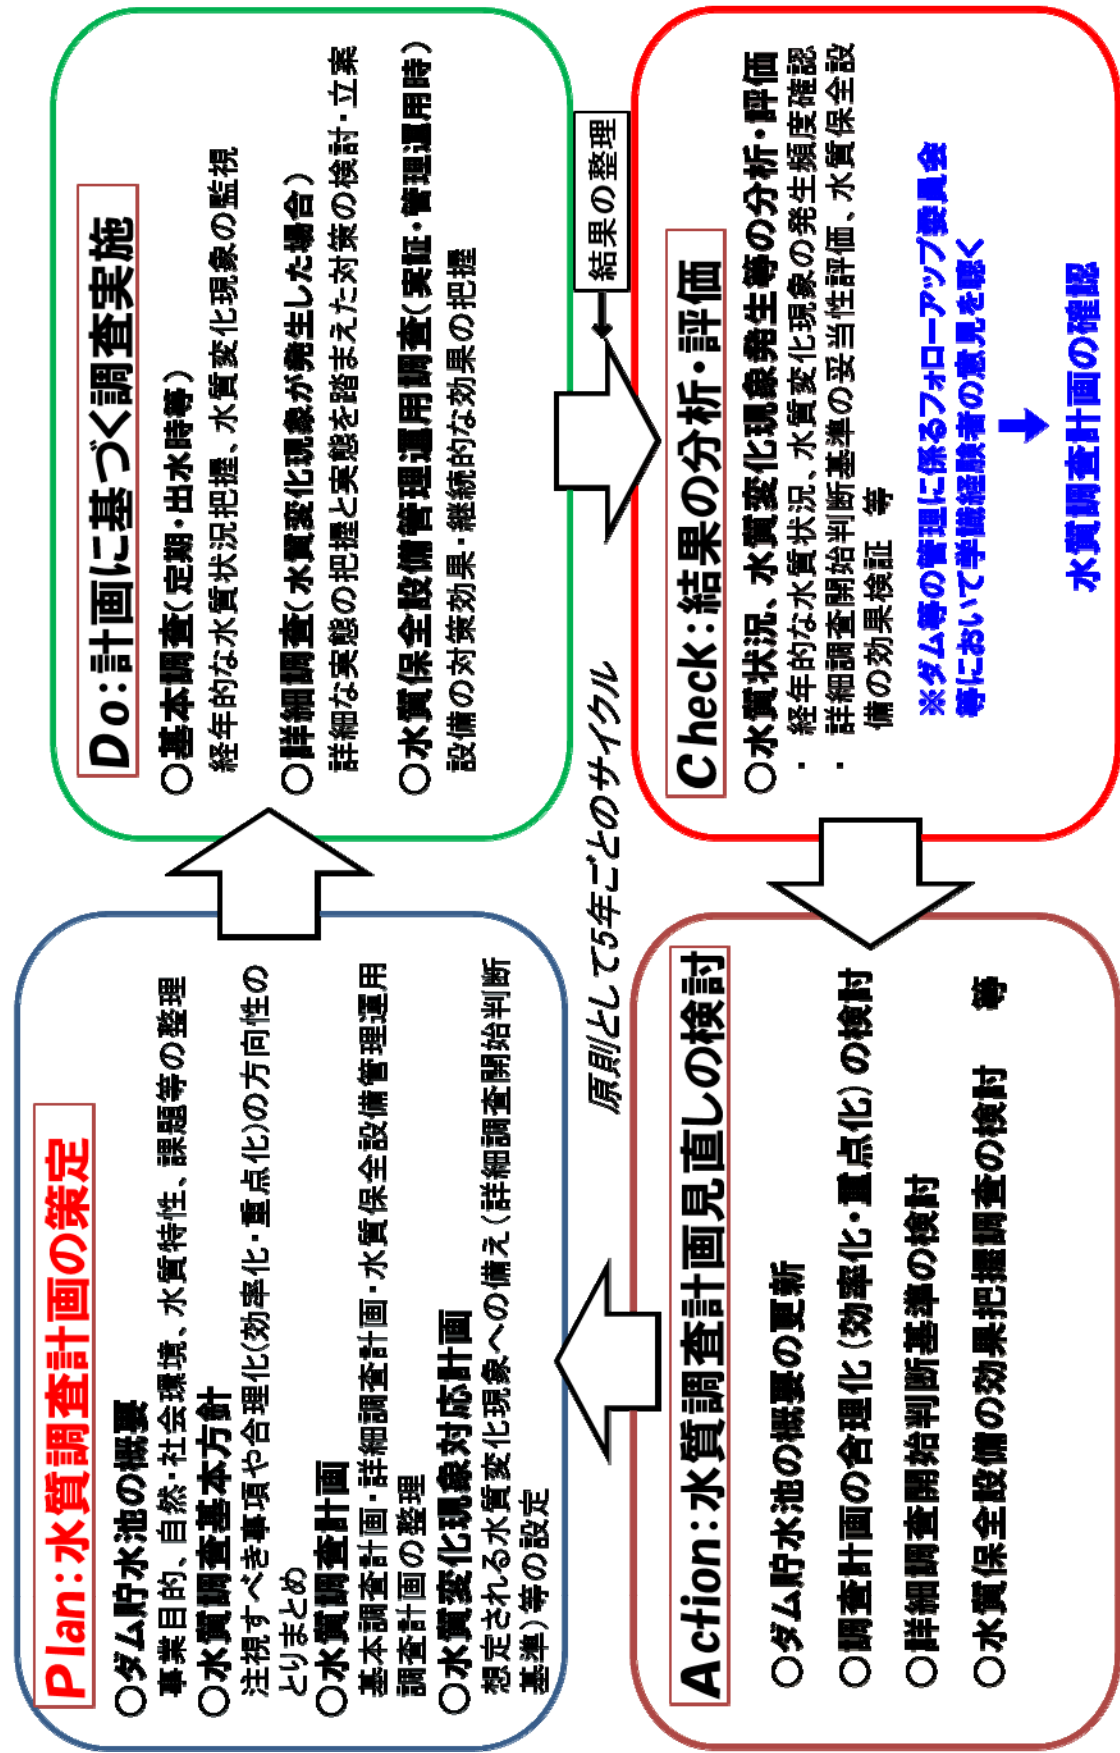 Plan:水質調査計画の策定
○ダム貯水池の概要
事業目的、自然・社会環境、水質特性、課題等の整理
○水質調査基本方針
注視すべき事項や合理化(効率化・重点化)の方向性の
とりまとめ
○水質調査計画
基本調査計画・詳細調査計画・水質保全設備管理運用
調査計画の整理
○水質変化現象対応計画
想定される水質変化現象への備え(詳細調査開始判断
基準)等の設定
Do:計画に基づく調査実施
○基本調査(定期・出水時等)
経年的な水質状況把握、水質変化現象の監視
○詳細調査(水質変化現象が発生した場合)
詳細な実態の把握と実態を踏まえた対策の検討・立案
○水質保全設備管理運用調査(実証・管理運用時)
設備の対策効果・継続的な効果の把握
原則として5年ごとのサイクル
結果の整理
Check:結果の分析・評価
○水質状況、水質変化現象発生等の分析・評価
・ 経年的な水質状況、水質変化現象の発生頻度確認
・ 詳細調査開始判断基準の妥当性評価、水質保全設
備の効果検証 等
※ダム等の管理に係るフォローアップ委員会
等において学識経験者の意見を聴く
水質調査計画の確認
Action:水質調査計画見直しの検討
○ダム貯水池の概要の更新
○調査計画の合理化(効率化・重点化)の検討
○詳細調査開始判断基準の検討
○水質保全設備の効果把握調査の検討 等